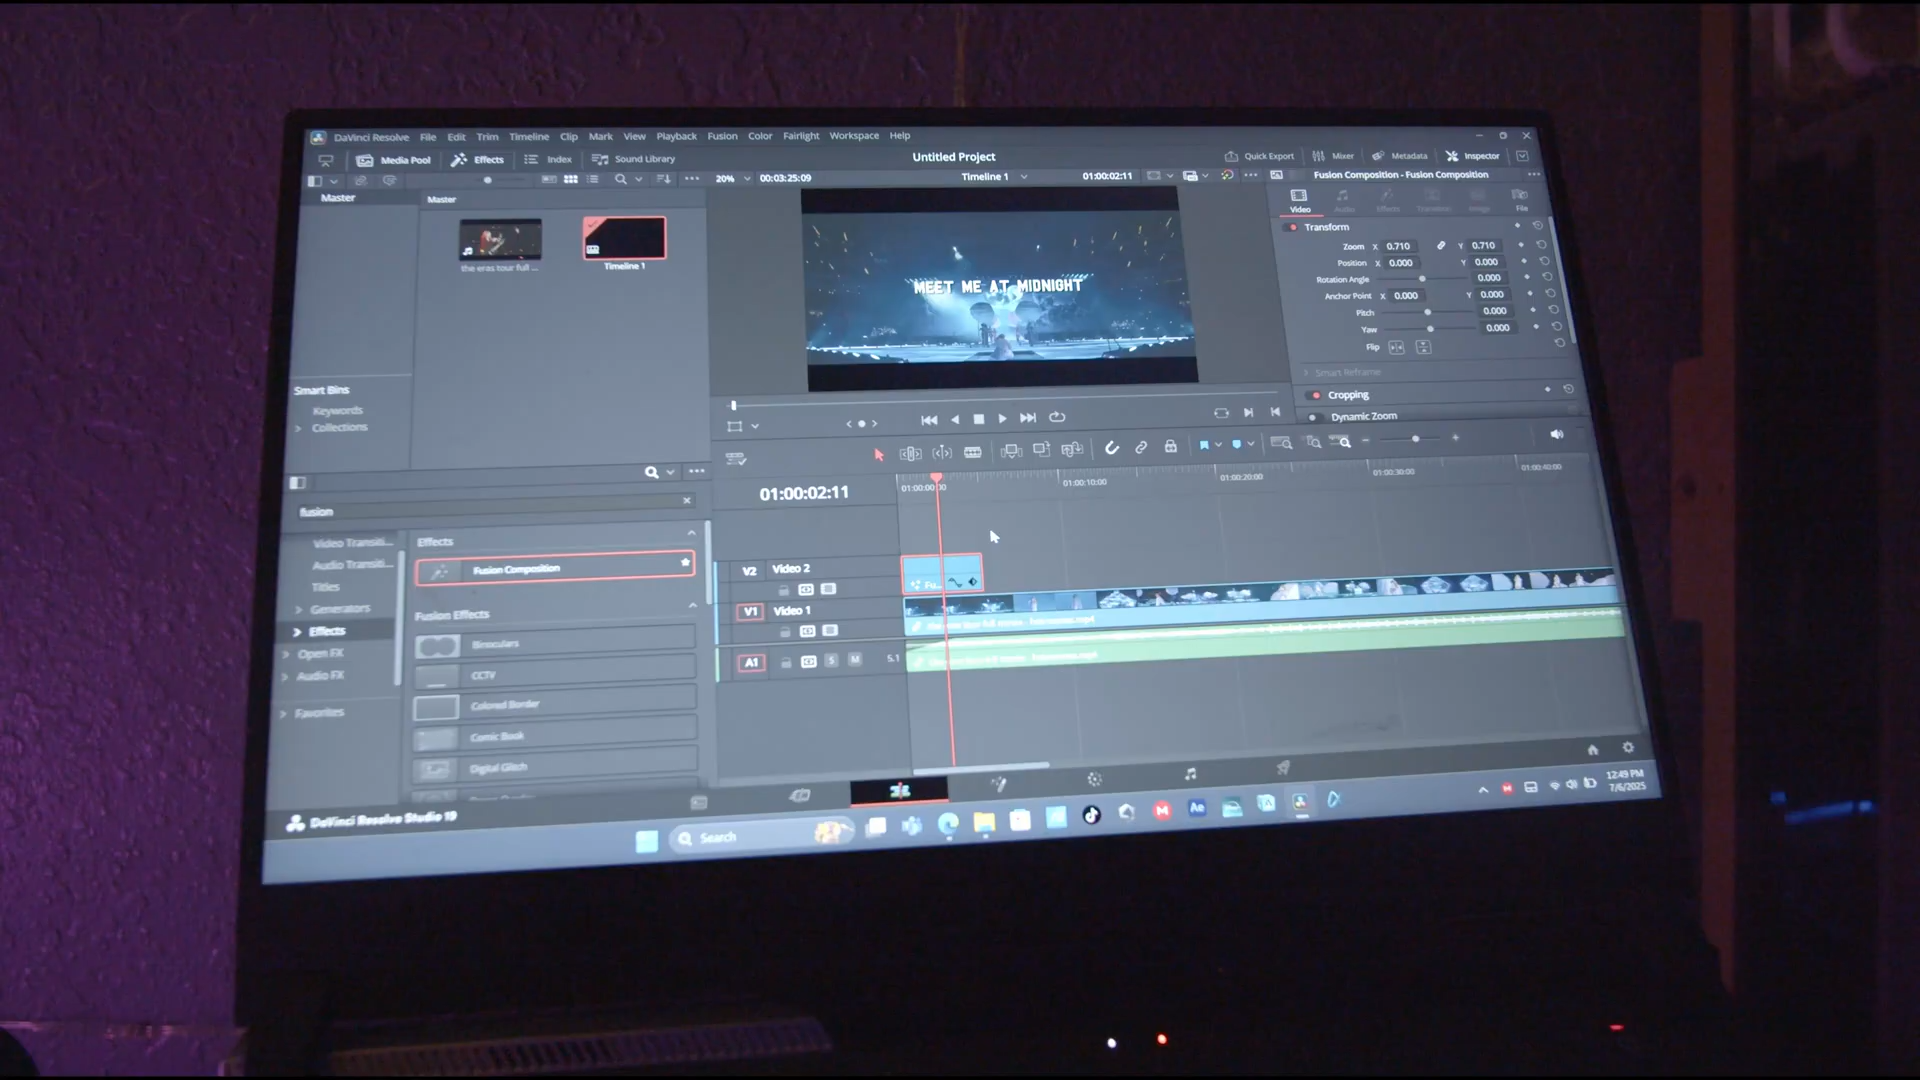 DaVinci Resolve File Edit Trim Timeline Clip Mark View Playback Fusion Color Fairlight Workspace Help
Media Pool Effects Index Sound Library Untitled Project Quick Export Mixer Metadata Inspector
20% 00:03:25:09 Timeline 1 01:00:02:11 Fusion Composition - Fusion Composition
Master
Master
Video Audio Effects Transition Image File
the eras tour full ...
Timeline 1
MEET ME AT MIDNIGHT
Transform
Zoom X 0.710 Y 0.710
Position X 0.000 Y 0.000
Rotation Angle 0.000
Anchor Point X 0.000 Y 0.000
Pitch 0.000
Yaw 0.000
Flip
Smart Reframe
Cropping
Dynamic Zoom
Smart Bins
Keywords
Collections
fusion
Video Transiti...
Audio Transiti...
Titles
Generators
Effects
Open FX
Audio FX
Favorites
Effects
Fusion Composition
Fusion Effects
Binoculars
CCTV
Colored Border
Comic Book
Digital Glitch
01:00:02:11
01:00:10:00 01:00:20:00 01:00:30:00 01:00:40:00
V2 Video 2
Fu...
V1 Video 1
A1 S M 5.1
DaVinci Resolve Studio 19
Search
Ae
12:49 PM
7/6/2025